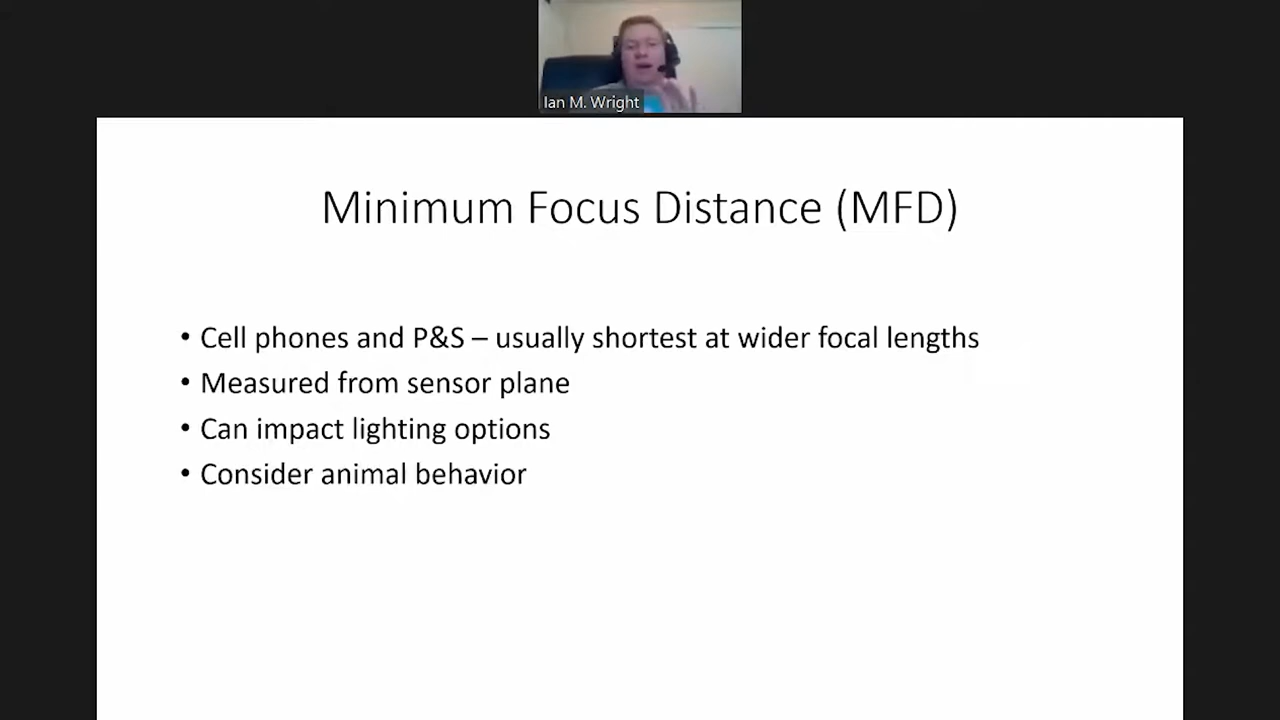 Ian M. Wright
Minimum Focus Distance (MFD)
• Cell phones and P&S – usually shortest at wider focal lengths
• Measured from sensor plane
• Can impact lighting options
• Consider animal behavior